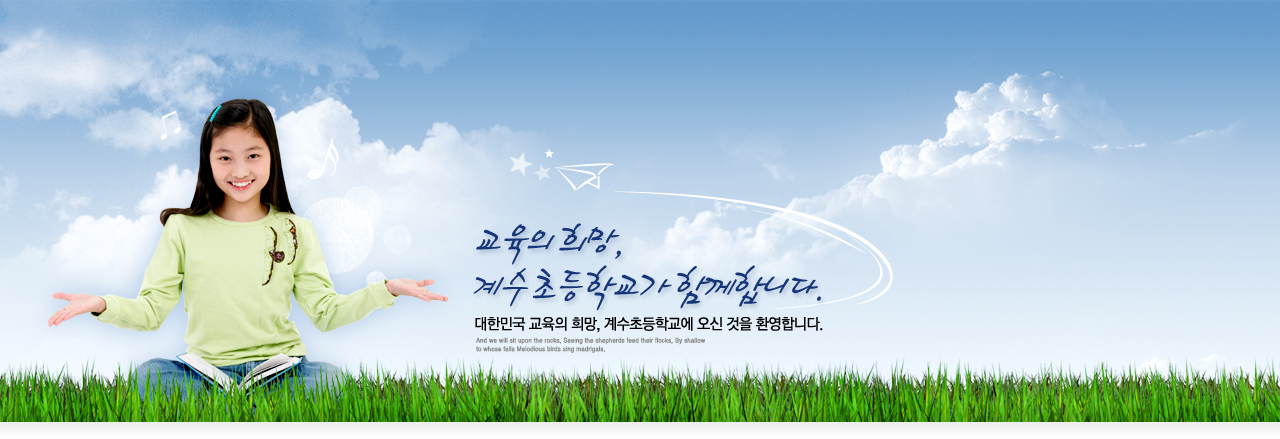 교육의 희망,
계수초등학교가 함께합니다.
대한민국 교육의 희망, 계수초등학교에 오신 것을 환영합니다.
And we will sit upon the rocks, Seeing the shepherds feed their flocks, By shallow
to whose falls Melodious birds sing madrigals,